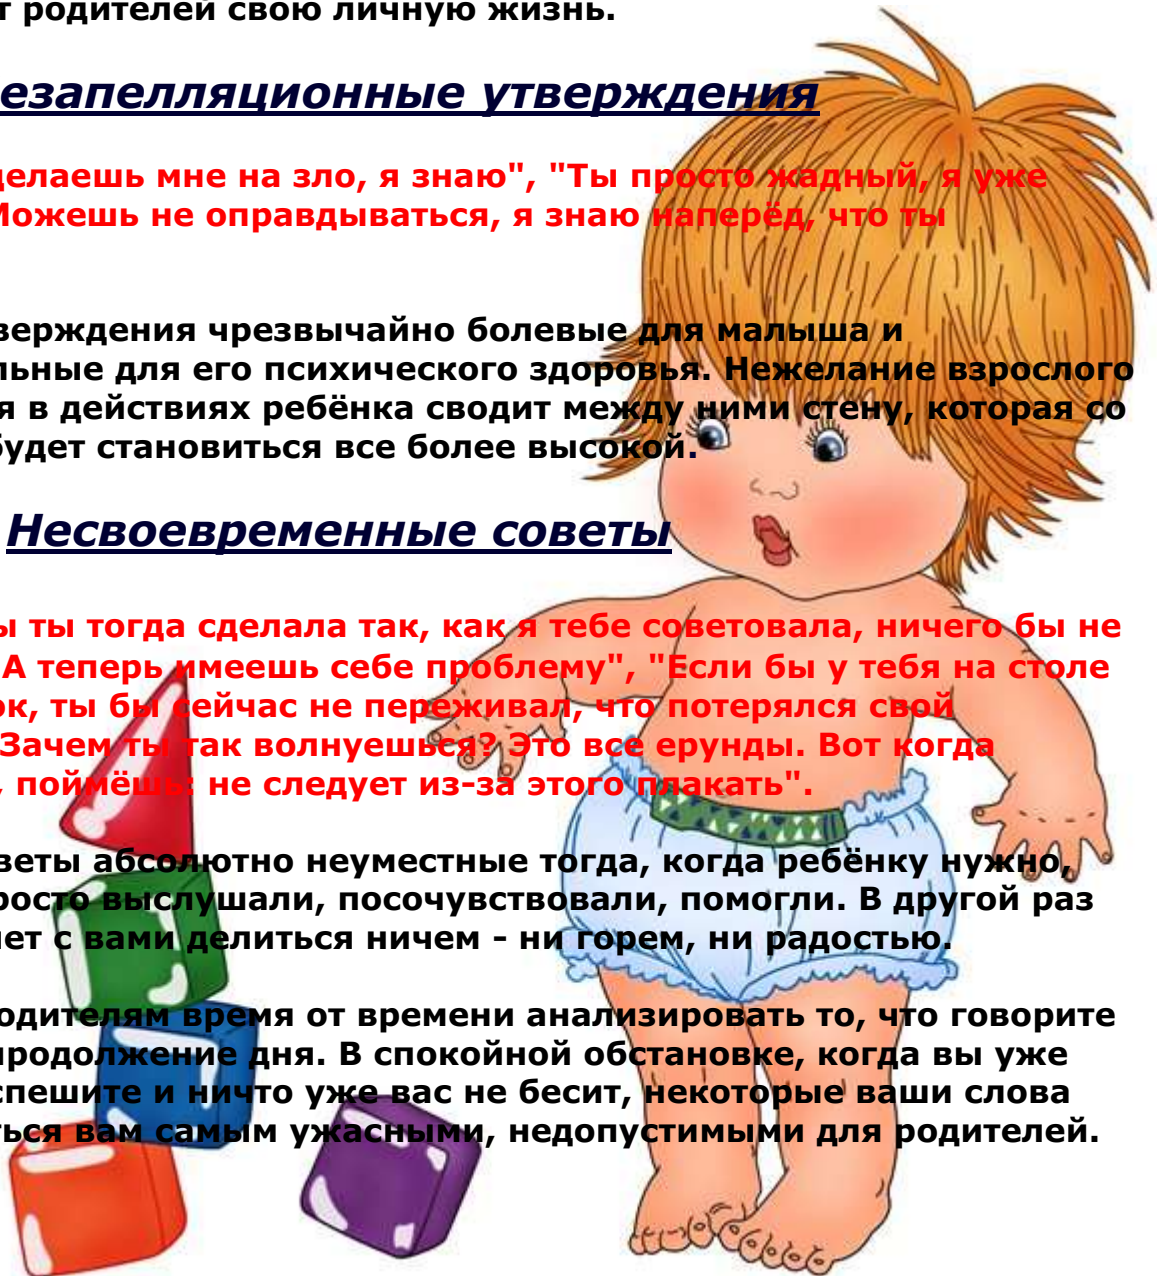 т родителей свою личную жизнь.
езапелляционные утверждения
делаешь мне на зло, я знаю", "Ты просто жадный, я уже
Можешь не оправдываться, я знаю наперёд, что ты
верждения чрезвычайно болевые для малыша и
льные для его психического здоровья. Нежелание взрослого
я в действиях ребёнка сводит между ними стену, которая со
будет становиться все более высокой.
Несвоевременные советы
ы ты тогда сделала так, как я тебе советовала, ничего бы не
А теперь имеешь себе проблему", "Если бы у тебя на столе
ок, ты бы сейчас не переживал, что потерялся свой
Зачем ты так волнуешься? Это все ерунды. Вот когда
, поймёшь: не следует из-за этого плакать".
веты абсолютно неуместные тогда, когда ребёнку нужно,
росто выслушали, посочувствовали, помогли. В другой раз
нет с вами делиться ничем - ни горем, ни радостью.
одителям время от времени анализировать то, что говорите
продолжение дня. В спокойной обстановке, когда вы уже
спешите и ничто уже вас не бесит, некоторые ваши слова
ться вам самым ужасными, недопустимыми для родителей.